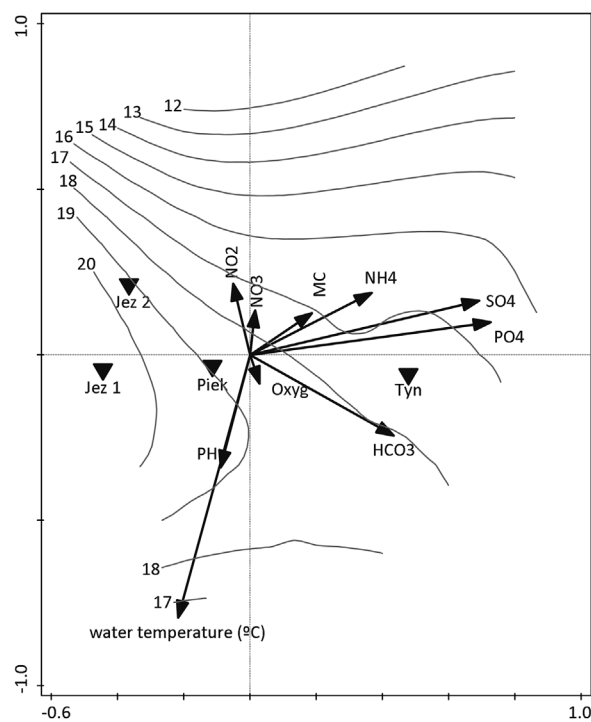 1.0
12
13
14
15
16
17
18
19
20
NO2
NO3
MC
NH4
Jez 2
SO4
PO4
Jez 1
Piek
Oxyg
Tyn
PH
HCO3
18
17
water temperature (ºC)
-1.0
-0.6
1.0